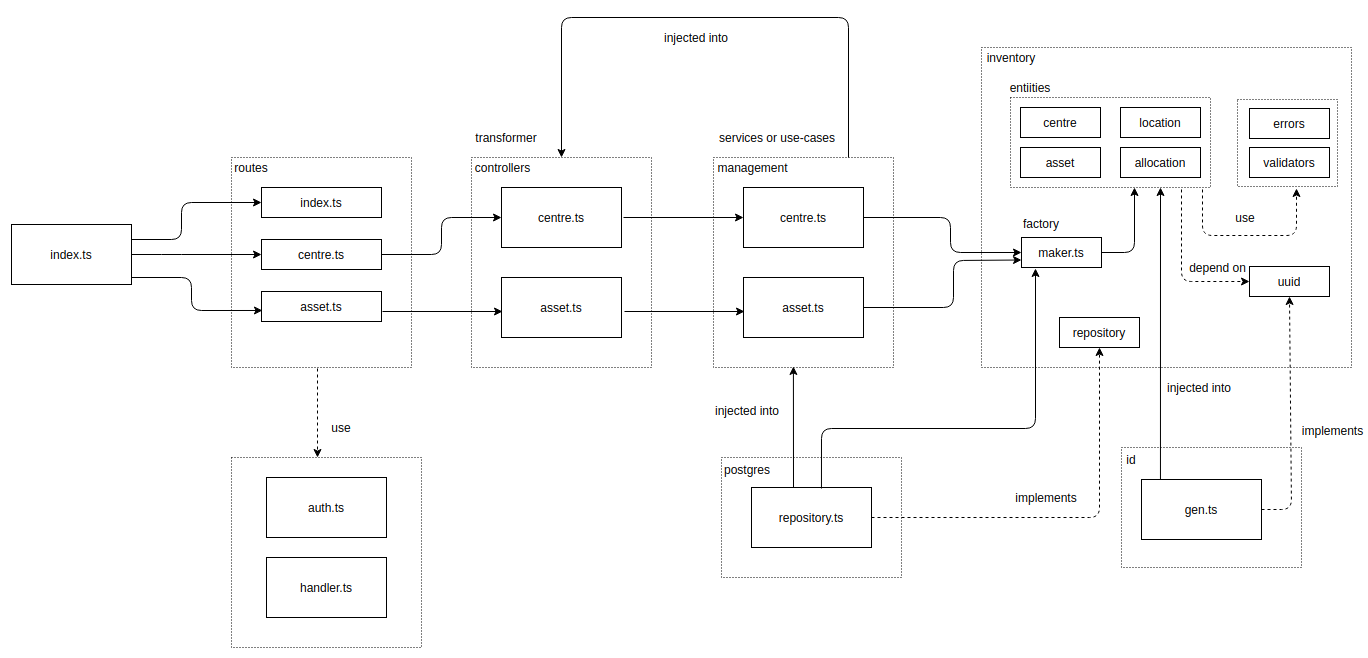 injected into
inventory
entiities
transformer
services or use-cases
centre
location
errors
routes
controllers
management
asset
allocation
validators
index.ts
centre.ts
centre.ts
use
factory
index.ts
centre.ts
maker.ts
depend on
uuid
asset.ts
asset.ts
asset.ts
repository
injected into
injected into
use
implements
postgres
id
implements
auth.ts
repository.ts
gen.ts
handler.ts